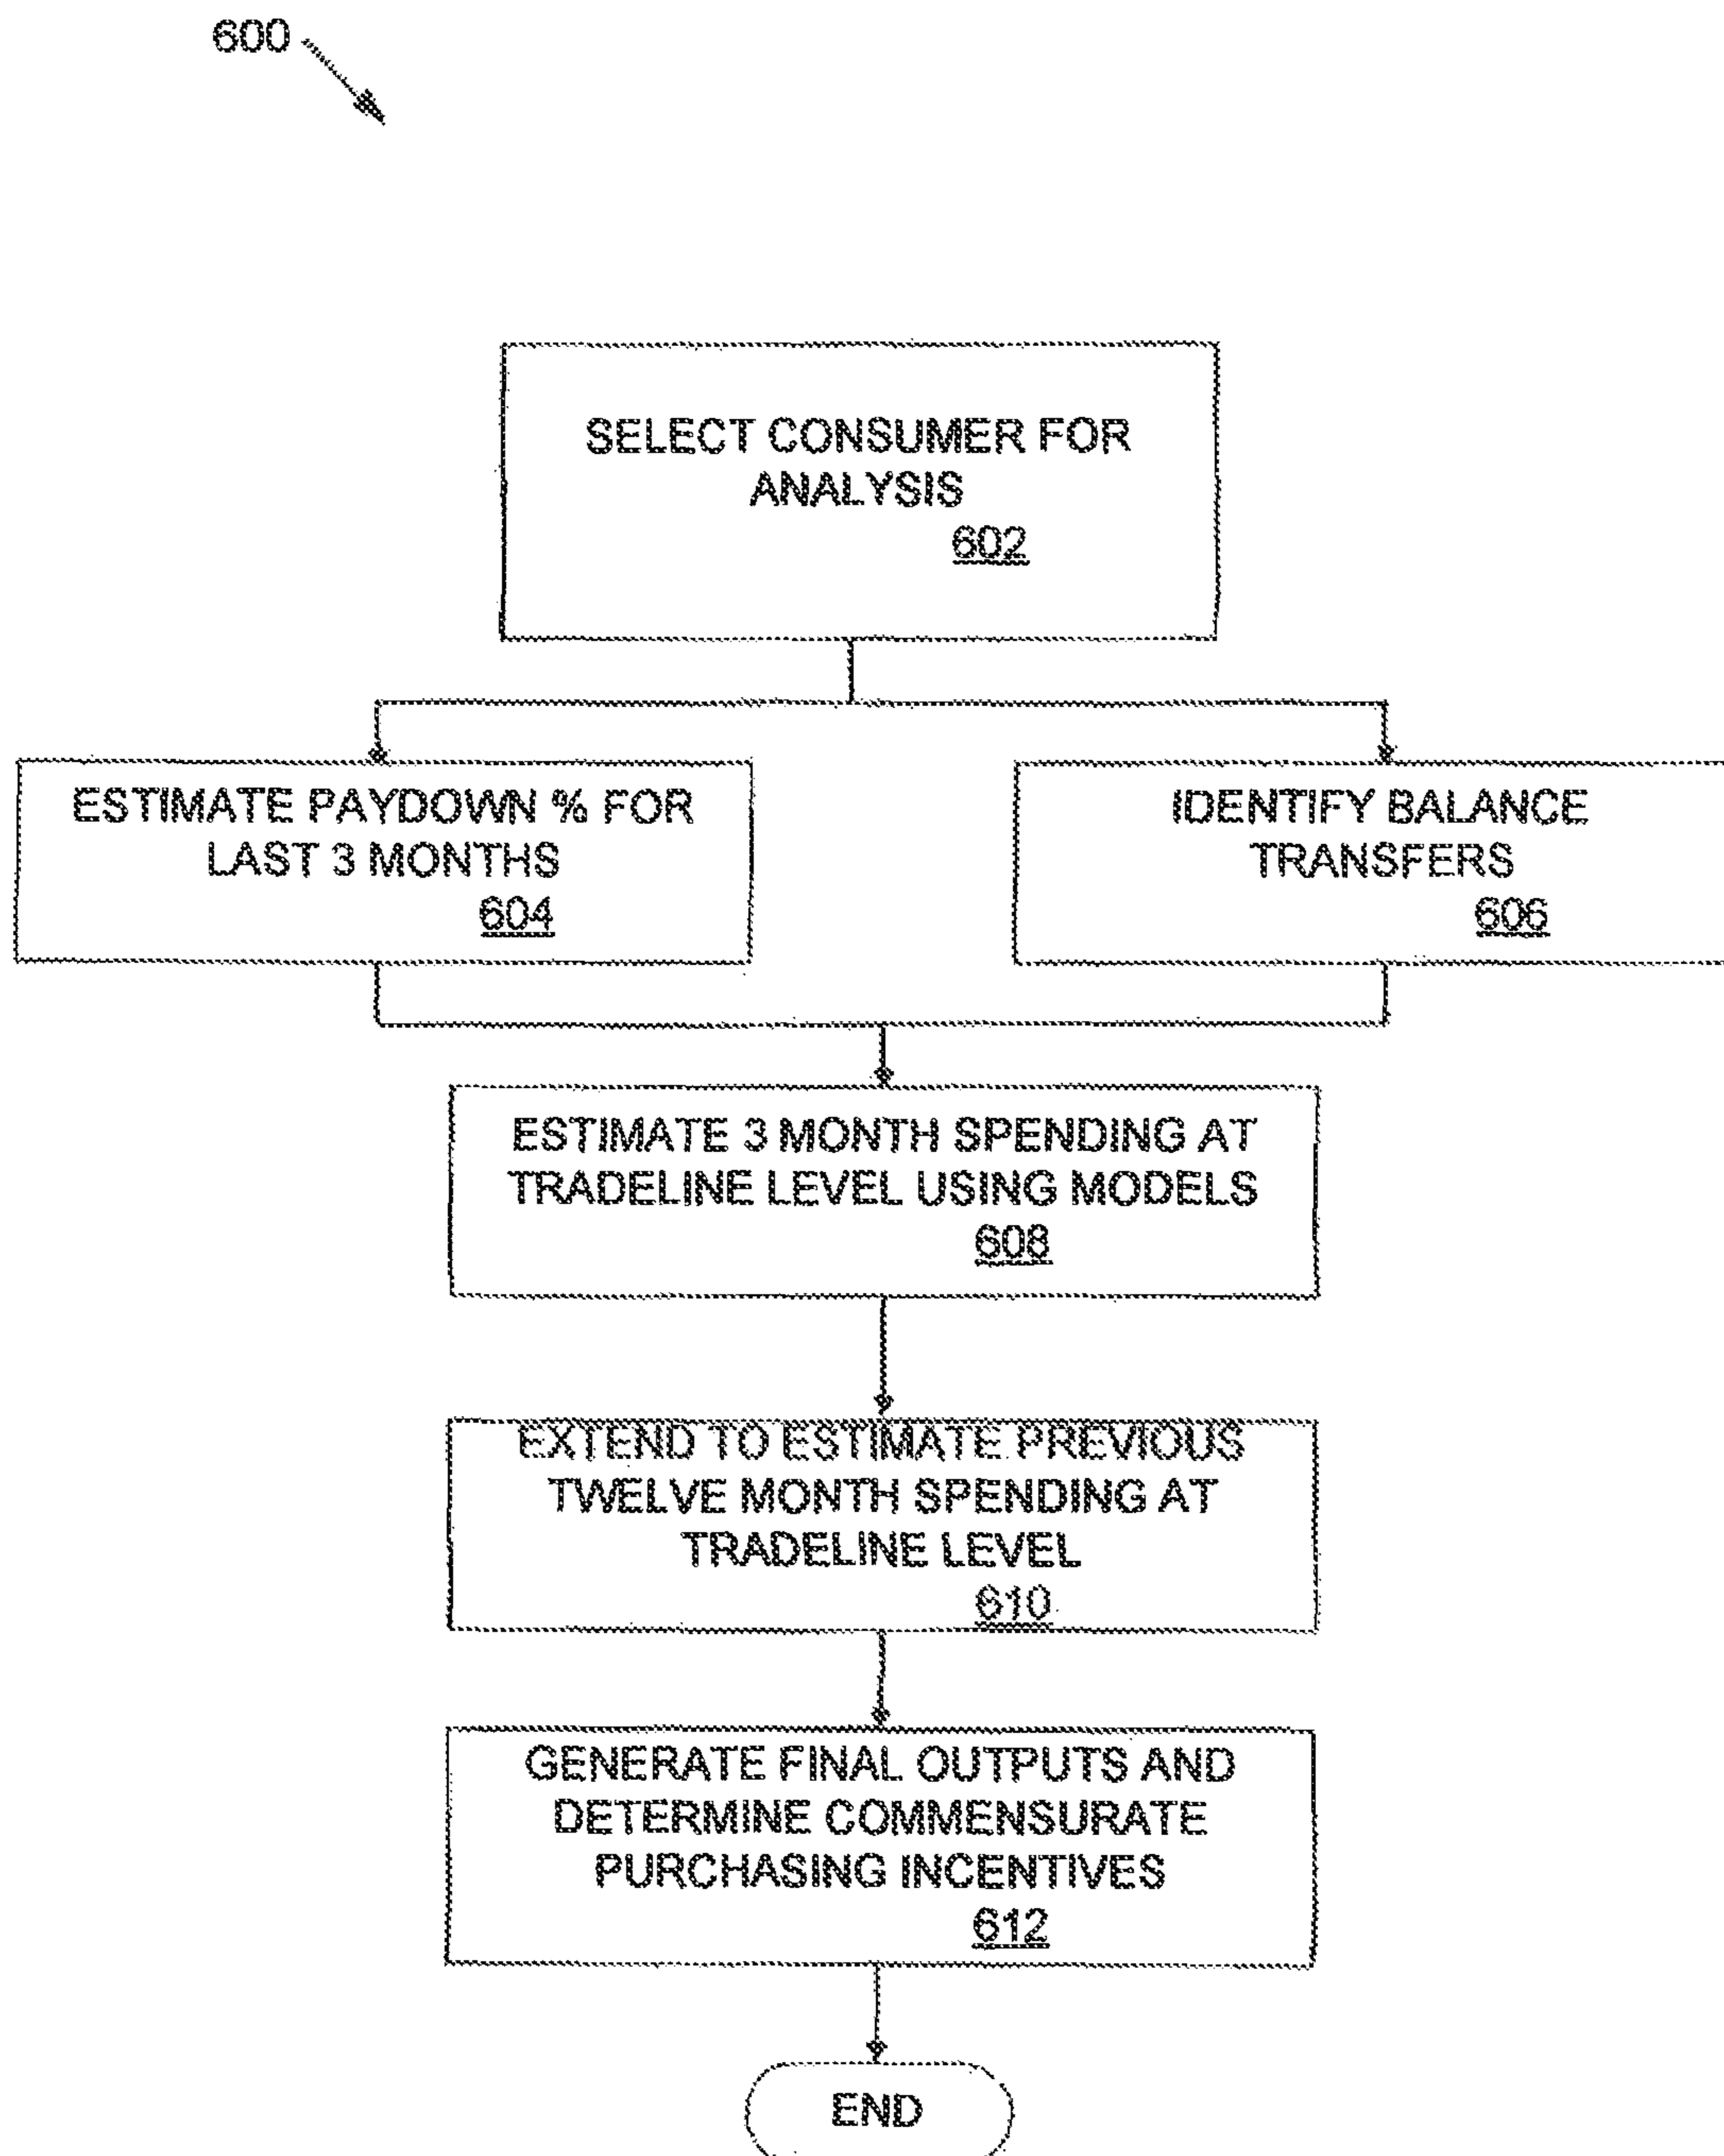 600
SELECT CONSUMER FOR
ANALYSIS
602
ESTIMATE PAYDOWN % FOR
LAST 3 MONTHS
604
IDENTIFY BALANCE
TRANSFERS
606
ESTIMATE 3 MONTH SPENDING AT
TRADELINE LEVEL USING MODELS
608
EXTEND TO ESTIMATE PREVIOUS
TWELVE MONTH SPENDING AT
TRADELINE LEVEL
610
GENERATE FINAL OUTPUTS AND
DETERMINE COMMENSURATE
PURCHASING INCENTIVES
612
END